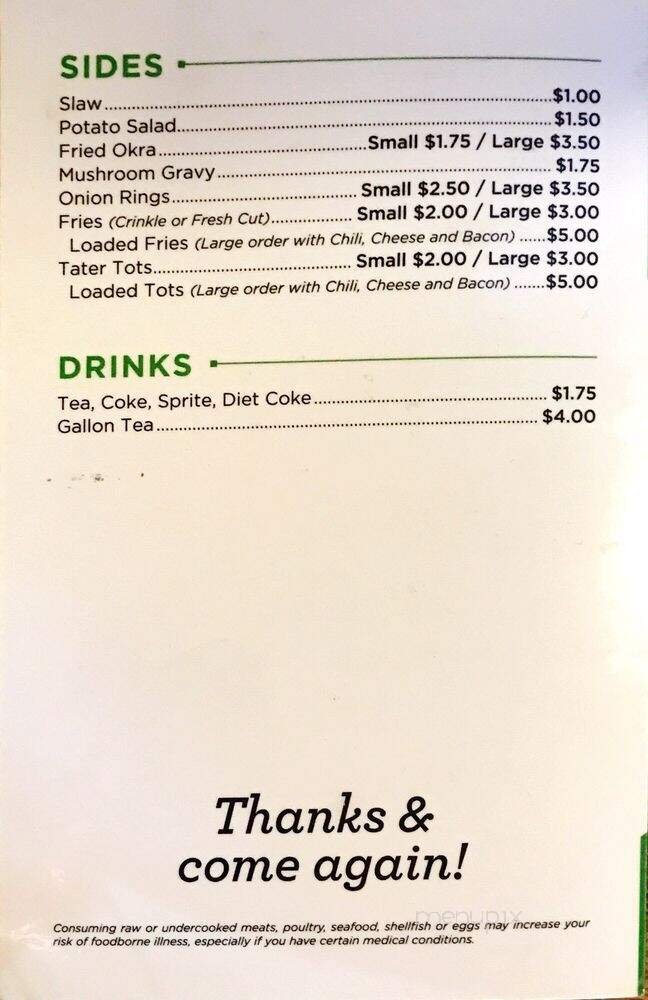 SIDES
Slaw ..... $1.00
Potato Salad ..... $1.50
Fried Okra ..... Small $1.75 / Large $3.50
Mushroom Gravy ..... $1.75
Onion Rings ..... Small $2.50 / Large $3.50
Fries (Crinkle or Fresh Cut) ..... Small $2.00 / Large $3.00
Loaded Fries (Large order with Chili, Cheese and Bacon) ..... $5.00
Tater Tots ..... Small $2.00 / Large $3.00
Loaded Tots (Large order with Chili, Cheese and Bacon) ..... $5.00
DRINKS
Tea, Coke, Sprite, Diet Coke ..... $1.75
Gallon Tea ..... $4.00
Thanks &
come again!
menupix
Consuming raw or undercooked meats, poultry, seafood, shellfish or eggs may increase your
risk of foodborne illness, especially if you have certain medical conditions.